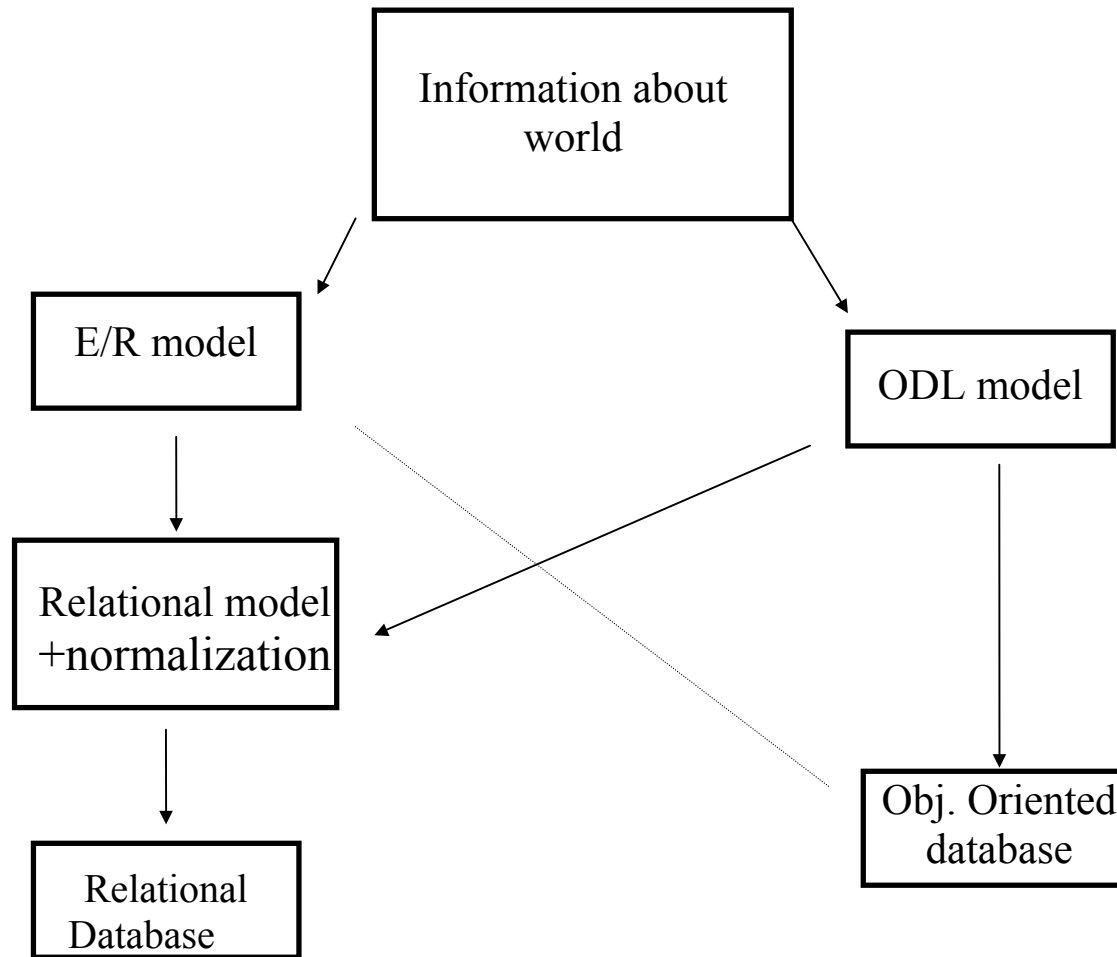 Information about
world
E/R model
ODL model
Relational model
+normalization
Obj. Oriented
database
Relational
Database